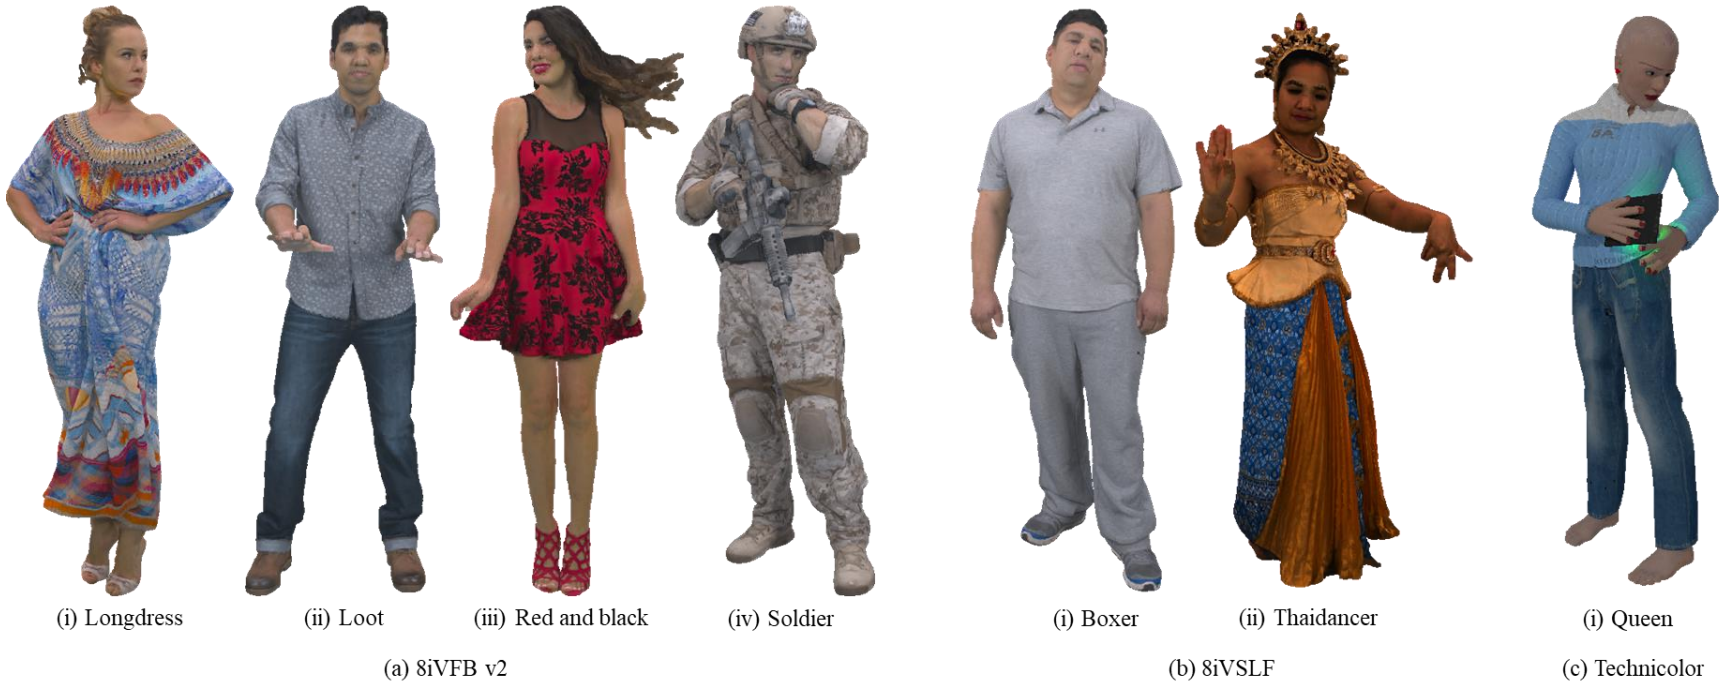 (i) Longdress
(ii) Loot
(iii) Red and black
(iv) Soldier
(i) Boxer
(ii) Thaidancer
(i) Queen
(a) 8iVFB v2
(b) 8iVSLF
(c) Technicolor